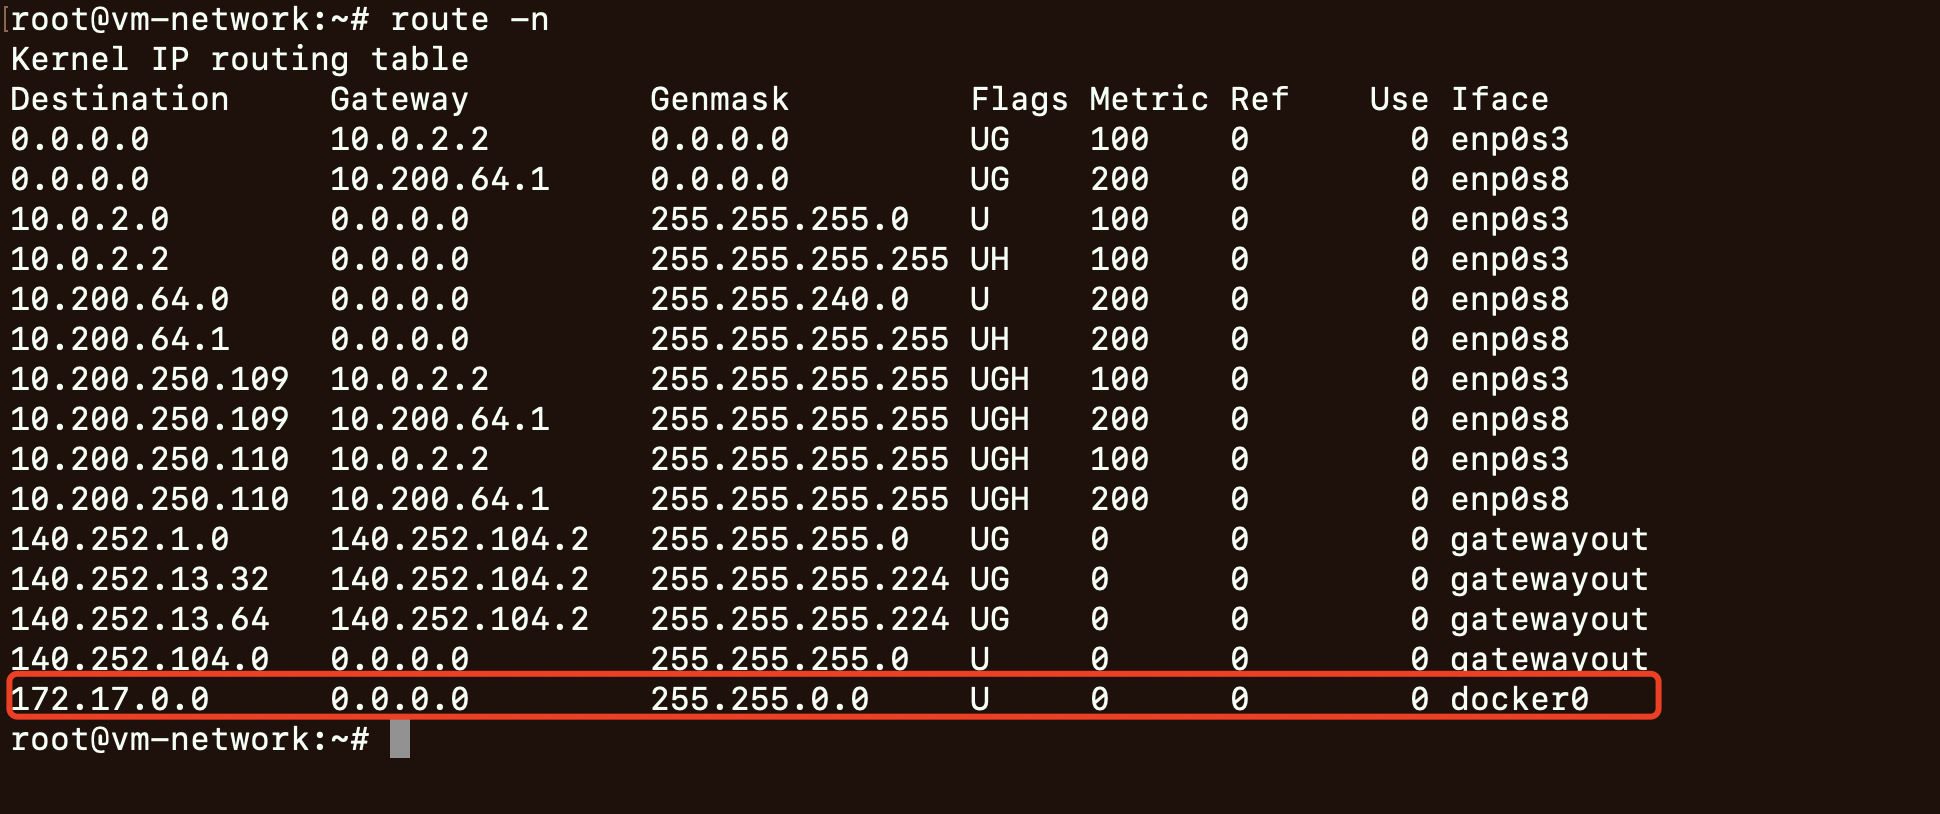 root@vm-network:~# route -n
Kernel IP routing table
Destination     Gateway         Genmask         Flags Metric Ref    Use Iface
0.0.0.0         10.0.2.2        0.0.0.0         UG    100    0        0 enp0s3
0.0.0.0         10.200.64.1     0.0.0.0         UG    200    0        0 enp0s8
10.0.2.0        0.0.0.0         255.255.255.0   U     100    0        0 enp0s3
10.0.2.2        0.0.0.0         255.255.255.255 UH    100    0        0 enp0s3
10.200.64.0     0.0.0.0         255.255.240.0   U     200    0        0 enp0s8
10.200.64.1     0.0.0.0         255.255.255.255 UH    200    0        0 enp0s8
10.200.250.109  10.0.2.2        255.255.255.255 UGH   100    0        0 enp0s3
10.200.250.109  10.200.64.1     255.255.255.255 UGH   200    0        0 enp0s8
10.200.250.110  10.0.2.2        255.255.255.255 UGH   100    0        0 enp0s3
10.200.250.110  10.200.64.1     255.255.255.255 UGH   200    0        0 enp0s8
140.252.1.0     140.252.104.2   255.255.255.0   UG    0      0        0 gatewayout
140.252.13.32   140.252.104.2   255.255.255.224 UG    0      0        0 gatewayout
140.252.13.64   140.252.104.2   255.255.255.224 UG    0      0        0 gatewayout
140.252.104.0   0.0.0.0         255.255.255.0   U     0      0        0 gatewayout
172.17.0.0      0.0.0.0         255.255.0.0     U     0      0        0 docker0
root@vm-network:~#